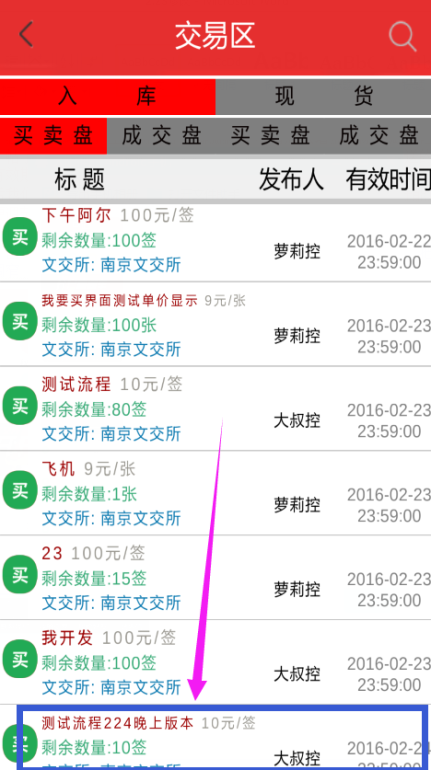 交易区
入库 现货
买卖盘 成交盘 买卖盘 成交盘
标题 发布人 有效时间
下午阿尔 100元/签
买 剩余数量:100签 萝莉控 2016-02-22
文交所: 南京文交所 23:59:00
我要买界面测试单价显示 9元/张
买 剩余数量:100张 萝莉控 2016-02-23
文交所: 南京文交所 23:59:00
测试流程 10元/签
买 剩余数量:80签 大叔控 2016-02-23
文交所: 南京文交所 23:59:00
飞机 9元/张
买 剩余数量:1张 萝莉控 2016-02-23
文交所: 南京文交所 23:59:00
23 100元/签
买 剩余数量:15签 萝莉控 2016-02-23
文交所: 南京文交所 23:59:00
我开发 100元/签
买 剩余数量:100签 大叔控 2016-02-23
文交所: 南京文交所 23:59:00
测试流程224晚上版本 10元/签
买 剩余数量:10签 大叔控 2016-02-24